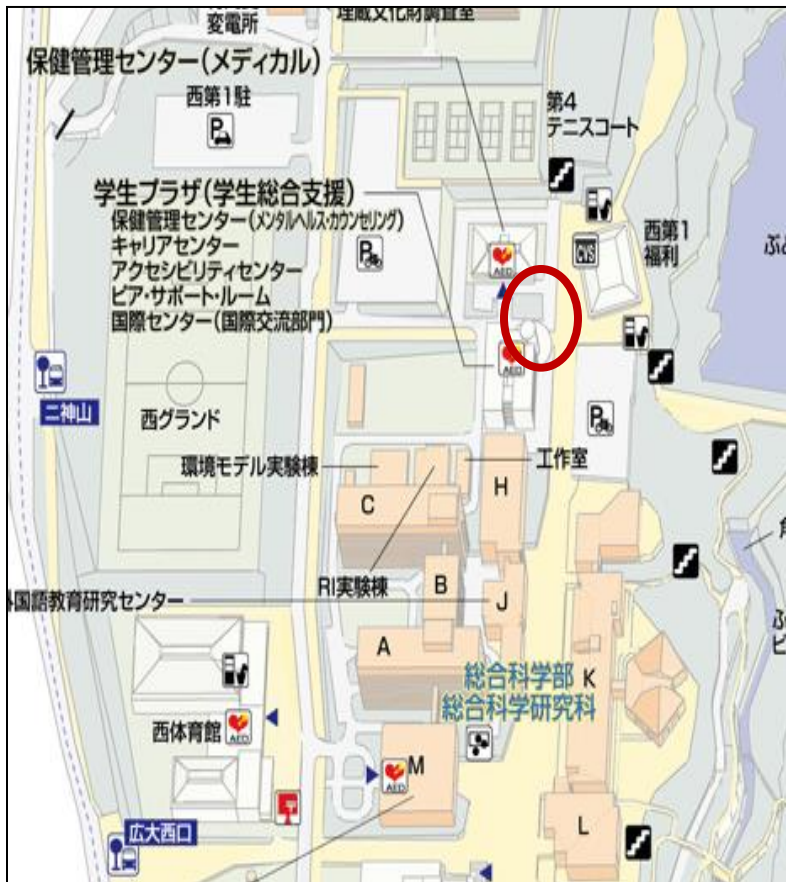 変電所
埋蔵文化財調査室
保健管理センター(メディカル)
西第1駐
P
第4
テニスコート
学生プラザ(学生総合支援)
保健管理センター(メンタルヘルス・カウンセリング)
キャリアセンター
アクセシビリティセンター
ピア・サポート・ルーム
国際センター(国際交流部門)
P
AED
CVS
西第1
福利
AED
二神山
西グランド
P
環境モデル実験棟
工作室
C
H
RI実験棟
B
外国語教育研究センター
J
A
総合科学部
総合科学研究科
K
西体育館
AED
AED
M
広大西口
L